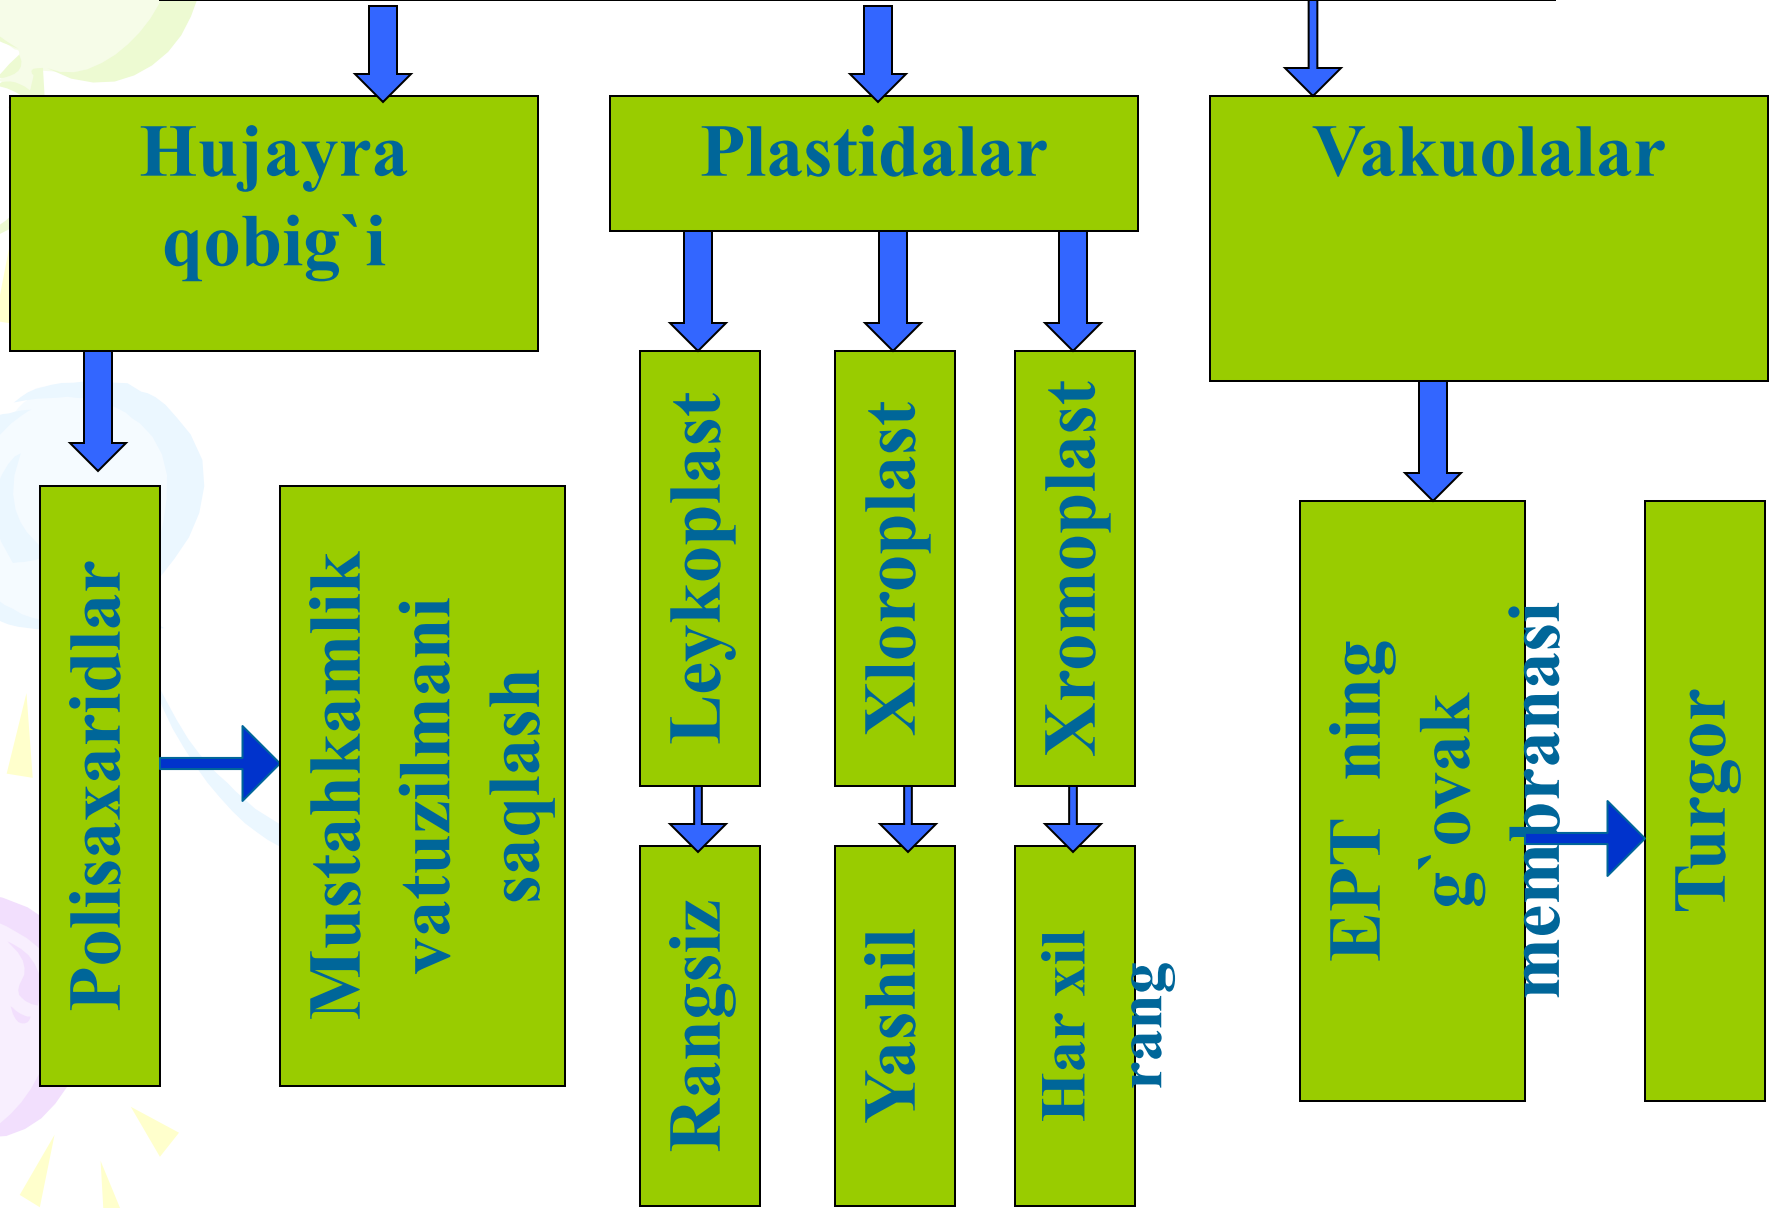 Hujayra
qobig`i
Plastidalar
Vakuolalar
Polisaxaridlar
Mustahkamlik
vatuzilmani
saqlash
Leykoplast
Xloroplast
Xromoplast
Rangsiz
Yashil
Har xil
rang
EPT ning
g`ovak
membranasi
Turgor